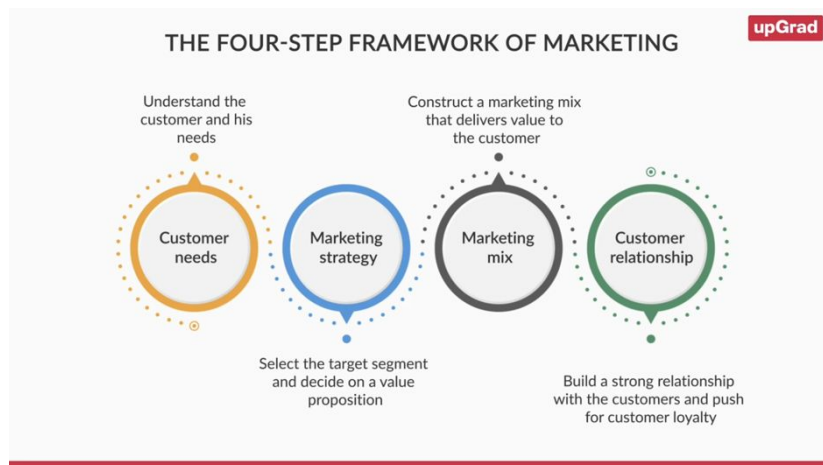 upGrad
THE FOUR-STEP FRAMEWORK OF MARKETING
Understand the
customer and his
needs
Construct a marketing mix
that delivers value to
the customer
Customer
needs
Marketing
strategy
Marketing
mix
Customer
relationship
Select the target segment
and decide on a value
proposition
Build a strong relationship
with the customers and push
for customer loyalty